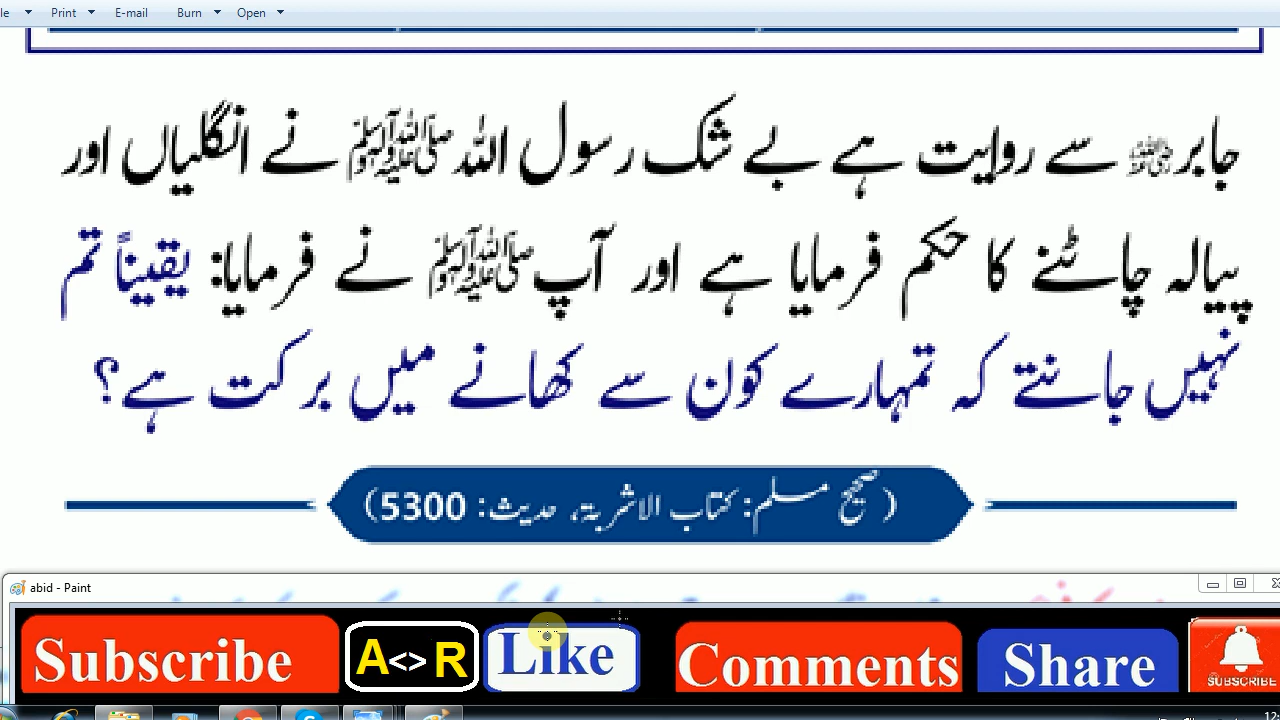 Print E-mail Burn Open
جابرؓ سے روایت ہے بے شک رسول اللہ ﷺ نے انگلیاں اور
پیالہ چاٹنے کا حکم فرمایا ہے اور آپ ﷺ نے فرمایا: یقیناً تم
نہیں جانتے کہ تمہارے کون سے کھانے میں برکت ہے؟
(صحیح مسلم: کتاب الاشربۃ، حدیث: 5300)
abid - Paint
Subscribe A<>R Like Comments Share
SUBSCRIBE